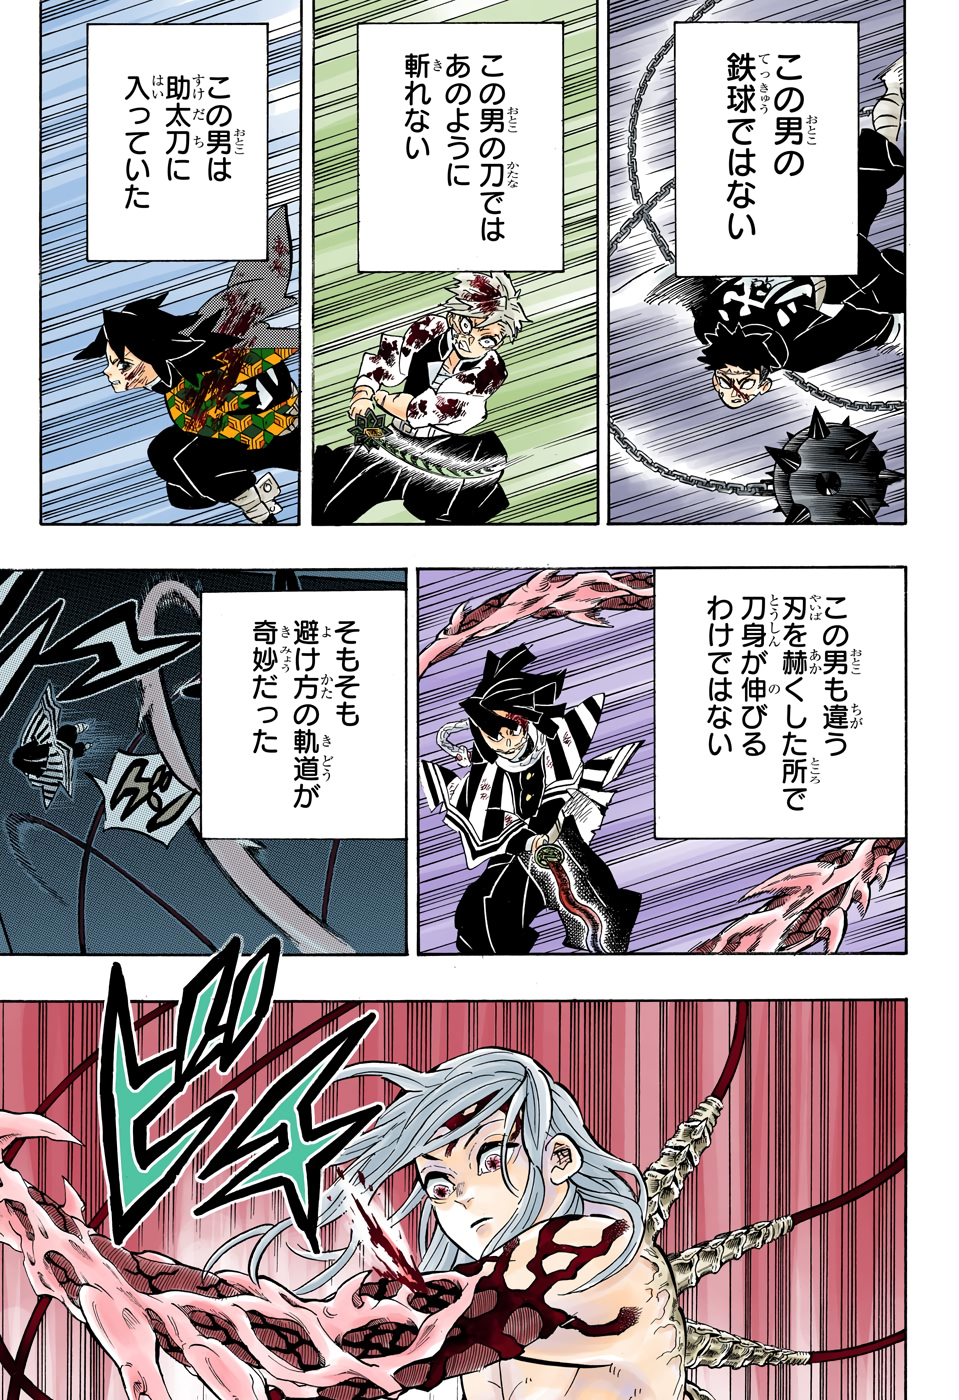 この男の
鉄球ではない
この男の刀では
あのように
斬れない
この男は
助太刀に
入っていた
この男も違う
刃を赫くした所で
刀身が伸びる
わけではない
そもそも
避け方の軌道が
奇妙だった
ビシィ